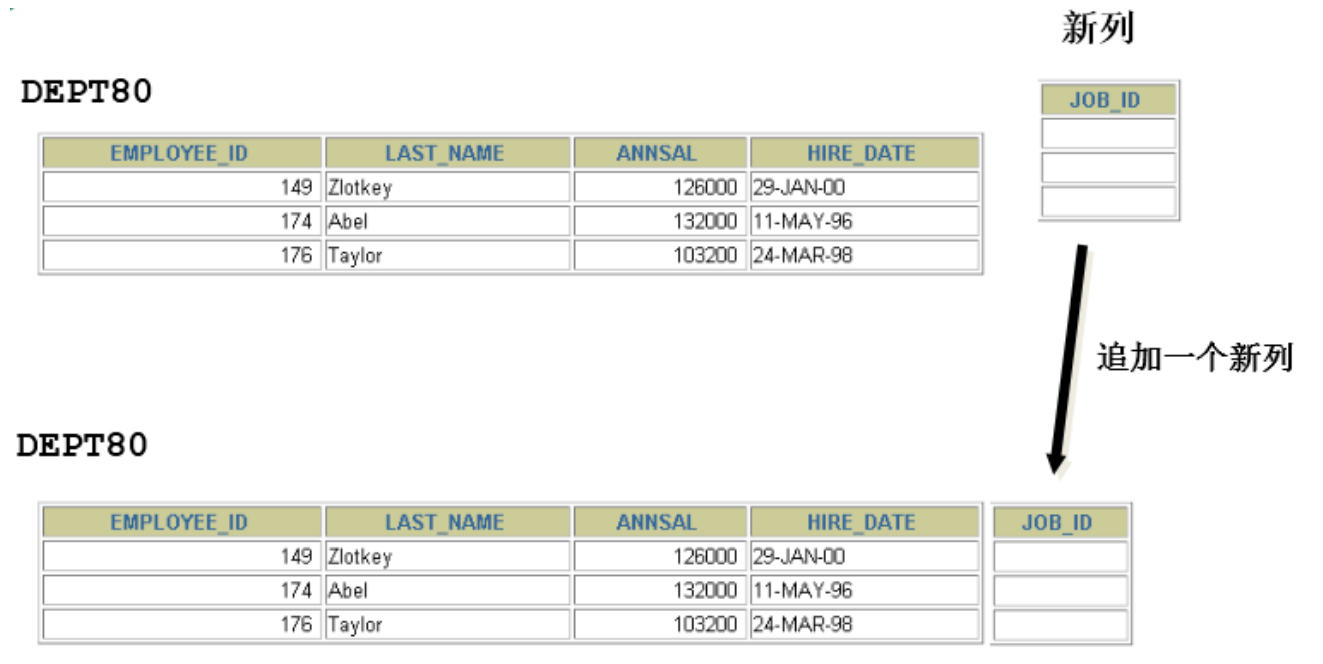 新列
DEPT80
JOB_ID
EMPLOYEE_ID LAST_NAME ANNSAL HIRE_DATE
149 Zlotkey 126000 29-JAN-00
174 Abel 132000 11-MAY-96
176 Taylor 103200 24-MAR-98
追加一个新列
DEPT80
EMPLOYEE_ID LAST_NAME ANNSAL HIRE_DATE JOB_ID
149 Zlotkey 126000 29-JAN-00
174 Abel 132000 11-MAY-96
176 Taylor 103200 24-MAR-98